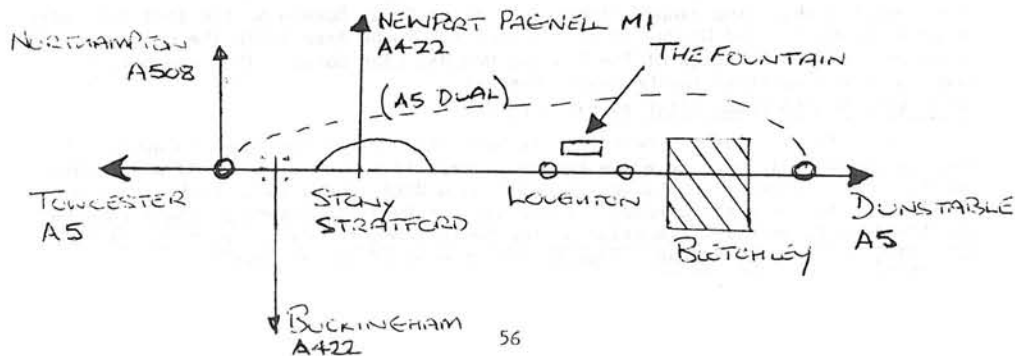 NEWPORT PAGNELL M1
A422
NORTHAMPTON
A508
THE FOUNTAIN
(A5 DUAL)
TOWCESTER
A5
STONY
STRATFORD
LOUGHTON
BLETCHLEY
DUNSTABLE
A5
BUCKINGHAM
A422
56